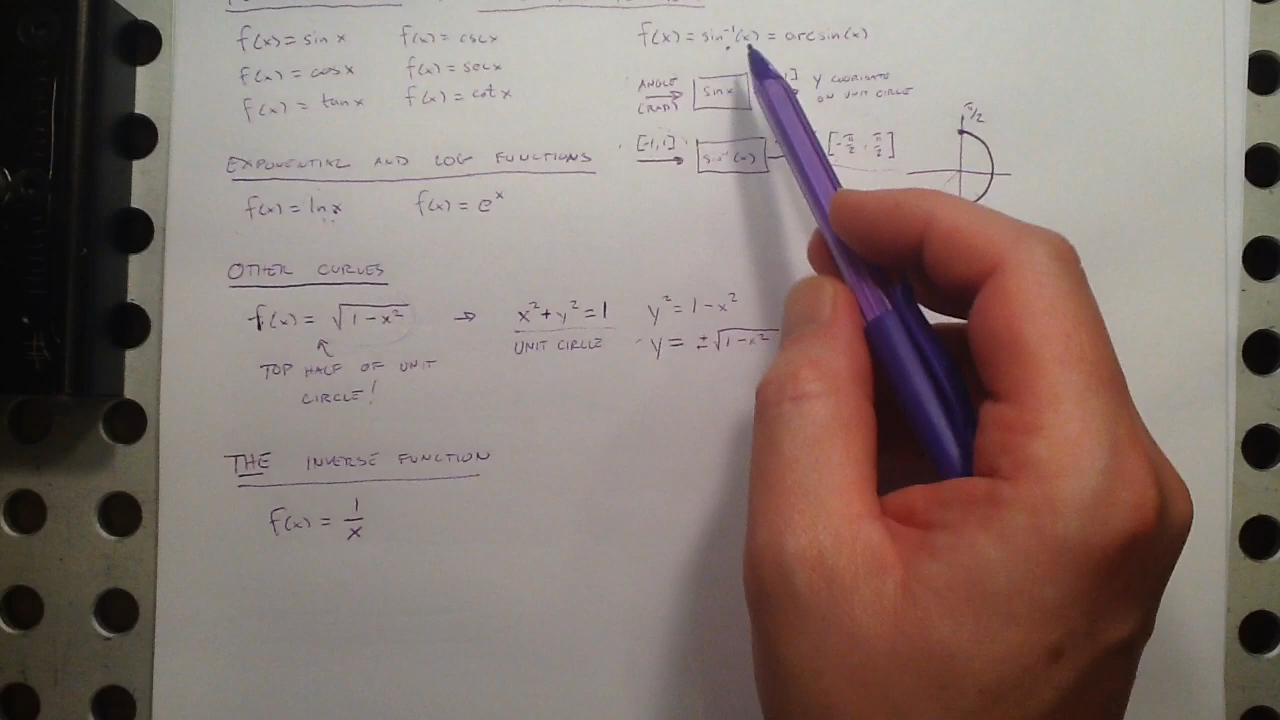 f(x) = sin x f(x) = csc x
f(x) = cos x f(x) = sec x
f(x) = tan x f(x) = cot x
EXPONENTIAL AND LOG FUNCTIONS
f(x) = ln x f(x) = e^x
OTHER CURVES
f(x) = √(1-x²) → x²+y²=1 y² = 1-x²
UNIT CIRCLE y = ±√(1-x²)
TOP HALF OF UNIT
CIRCLE!
THE INVERSE FUNCTION
f(x) = 1/x
f(x) = sin⁻¹(x) = arcsin(x)
ANGLE
(RAD)
sin x
1]
Y COORDINATE
ON UNIT CIRCLE
[-1,1]
sin⁻¹(x)
[-π/2, π/2]
π/2